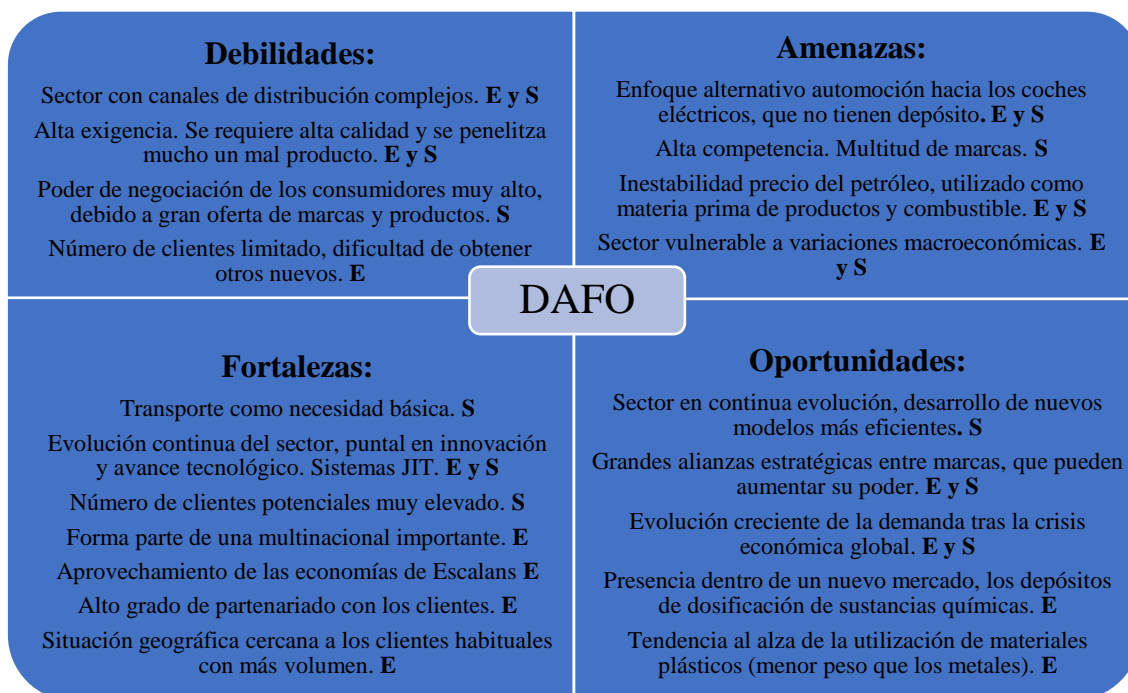 Debilidades:
Sector con canales de distribución complejos. E y S
Alta exigencia. Se requiere alta calidad y se penelitza
mucho un mal producto. E y S
Poder de negociación de los consumidores muy alto,
debido a gran oferta de marcas y productos. S
Número de clientes limitado, dificultad de obtener
otros nuevos. E
Amenazas:
Enfoque alternativo automoción hacia los coches
eléctricos, que no tienen depósito. E y S
Alta competencia. Multitud de marcas. S
Inestabilidad precio del petróleo, utilizado como
materia prima de productos y combustible. E y S
Sector vulnerable a variaciones macroeconómicas. E
y S
DAFO
Fortalezas:
Transporte como necesidad básica. S
Evolución continua del sector, puntal en innovación
y avance tecnológico. Sistemas JIT. E y S
Número de clientes potenciales muy elevado. S
Forma parte de una multinacional importante. E
Aprovechamiento de las economías de Escalans E
Alto grado de partenariado con los clientes. E
Situación geográfica cercana a los clientes habituales
con más volumen. E
Oportunidades:
Sector en continua evolución, desarrollo de nuevos
modelos más eficientes. S
Grandes alianzas estratégicas entre marcas, que pueden
aumentar su poder. E y S
Evolución creciente de la demanda tras la crisis
económica global. E y S
Presencia dentro de un nuevo mercado, los depósitos
de dosificación de sustancias químicas. E
Tendencia al alza de la utilización de materiales
plásticos (menor peso que los metales). E